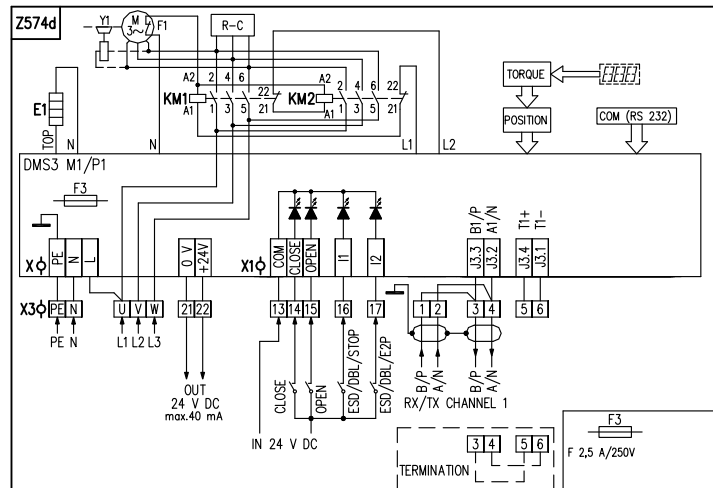 Z574d
Y1
M
3~
F1
R-C
A2
2 4 6
22
A2
2
4
6
22
KM1
KM2
A1
1 3 5
21
A1
1
3
5
21
TORQUE
POSITION
COM (RS 232)
E1
TOP
N
N
L1
L2
DMS3 M1/P1
F3
B1/P
A1/N
T1+
T1-
X
PE
N
L
0 V
+24V
X1
COM
CLOSE
OPEN
I1
I2
J3.3
J3.2
J3.4
J3.1
X3
PE N
U V W
21 22
13 14 15
16
17
1 2
3 4
5 6
PE N
L1 L2 L3
OUT
24 V DC
max.40 mA
CLOSE
OPEN
ESD/DBL/STOP
ESD/DBL/E2P
IN 24 V DC
B/P
A/N
B/P
A/N
RX/TX CHANNEL 1
TERMINATION
3 4
5 6
F3
F 2,5 A/250V